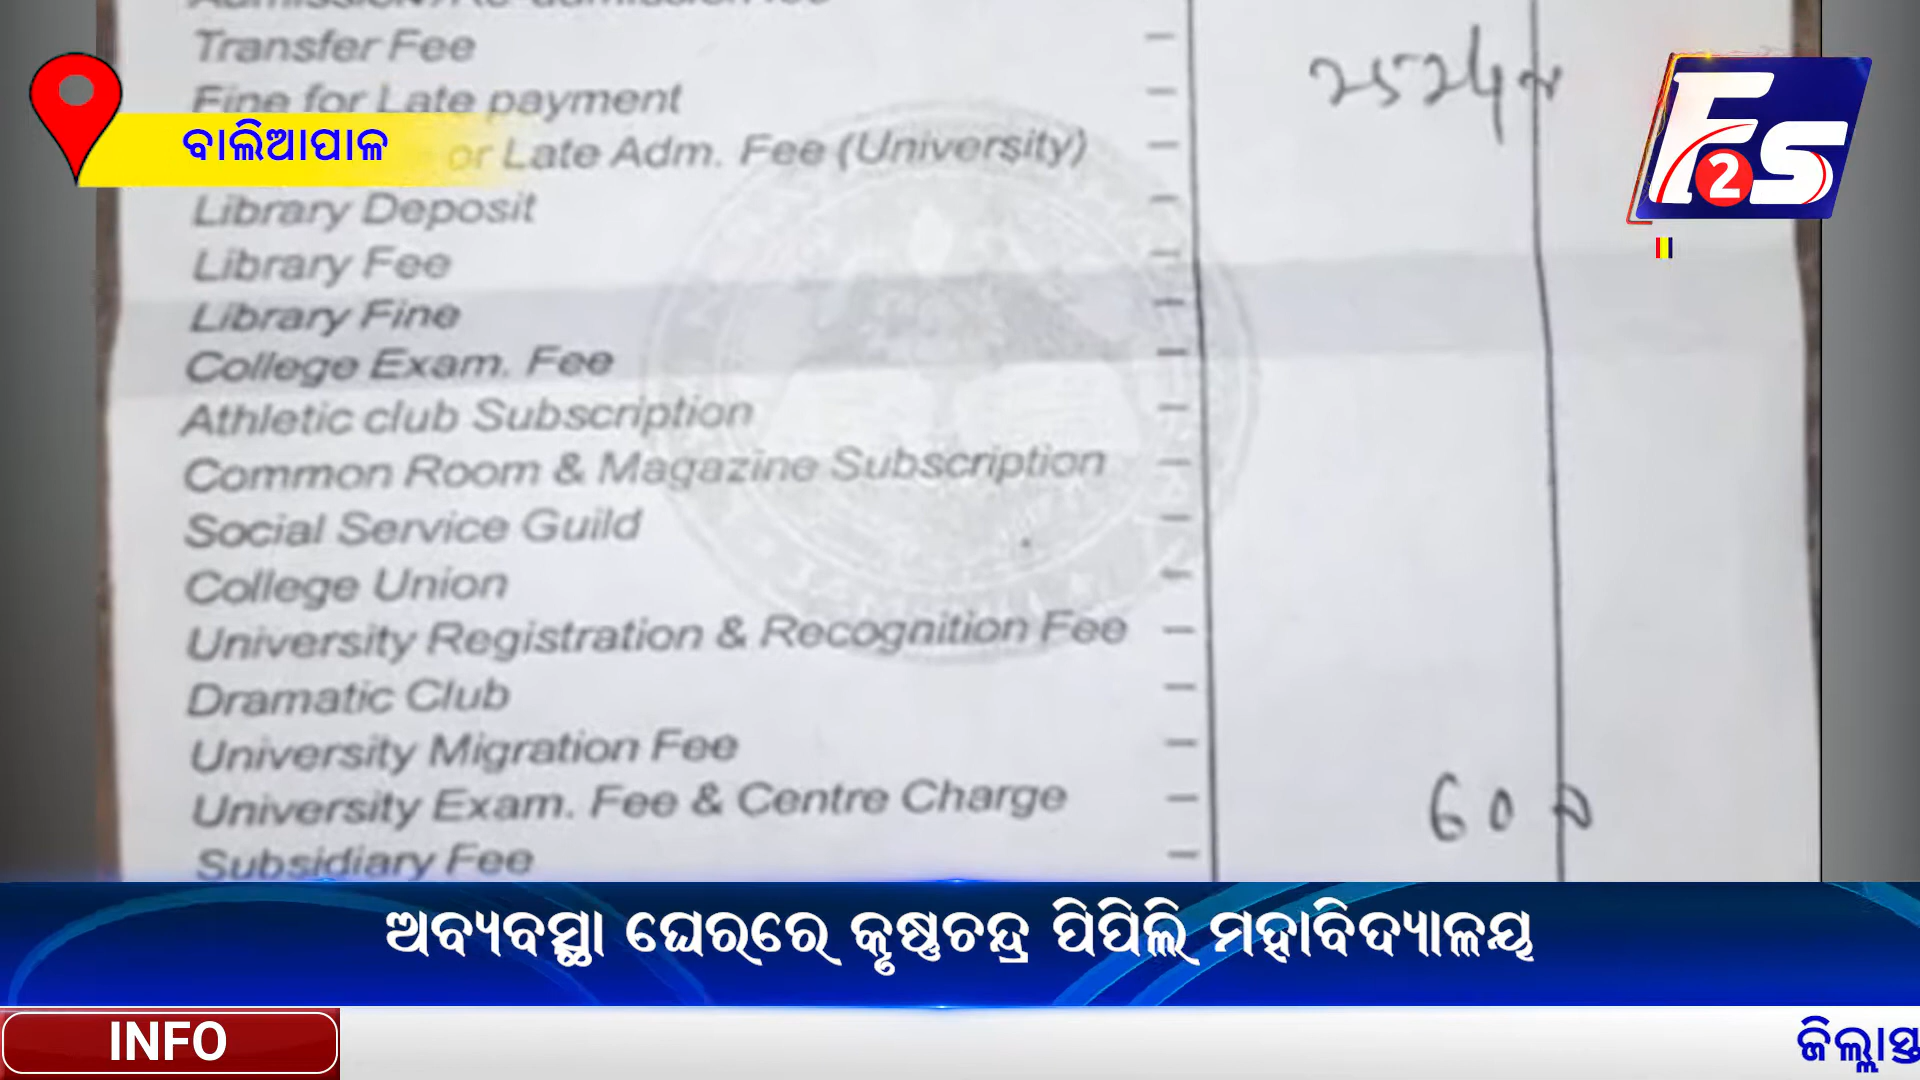 Transfer Fee
Fine for Late payment
or Late Adm. Fee (University)
Library Deposit
Library Fee
Library Fine
College Exam. Fee
Athletic club Subscription
Common Room & Magazine Subscription
Social Service Guild
College Union
University Registration & Recognition Fee
Dramatic Club
University Migration Fee
University Exam. Fee & Centre Charge
60
Subsidiary Fee
ବାଲିଆପାଳ
F2S
ଅବ୍ୟବସ୍ଥା ଘେରରେ କୃଷ୍ଣଚନ୍ଦ୍ର ପିପିଲି ମହାବିଦ୍ୟାଳୟ
INFO
ଜିଲ୍ଲାସ୍ତ